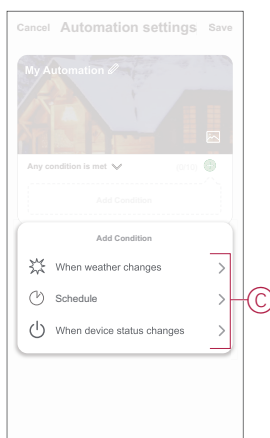 Cancel Automation settings Save
My Automation
Any condition is met
Add Condition
Add Condition
When weather changes
Schedule
When device status changes
C